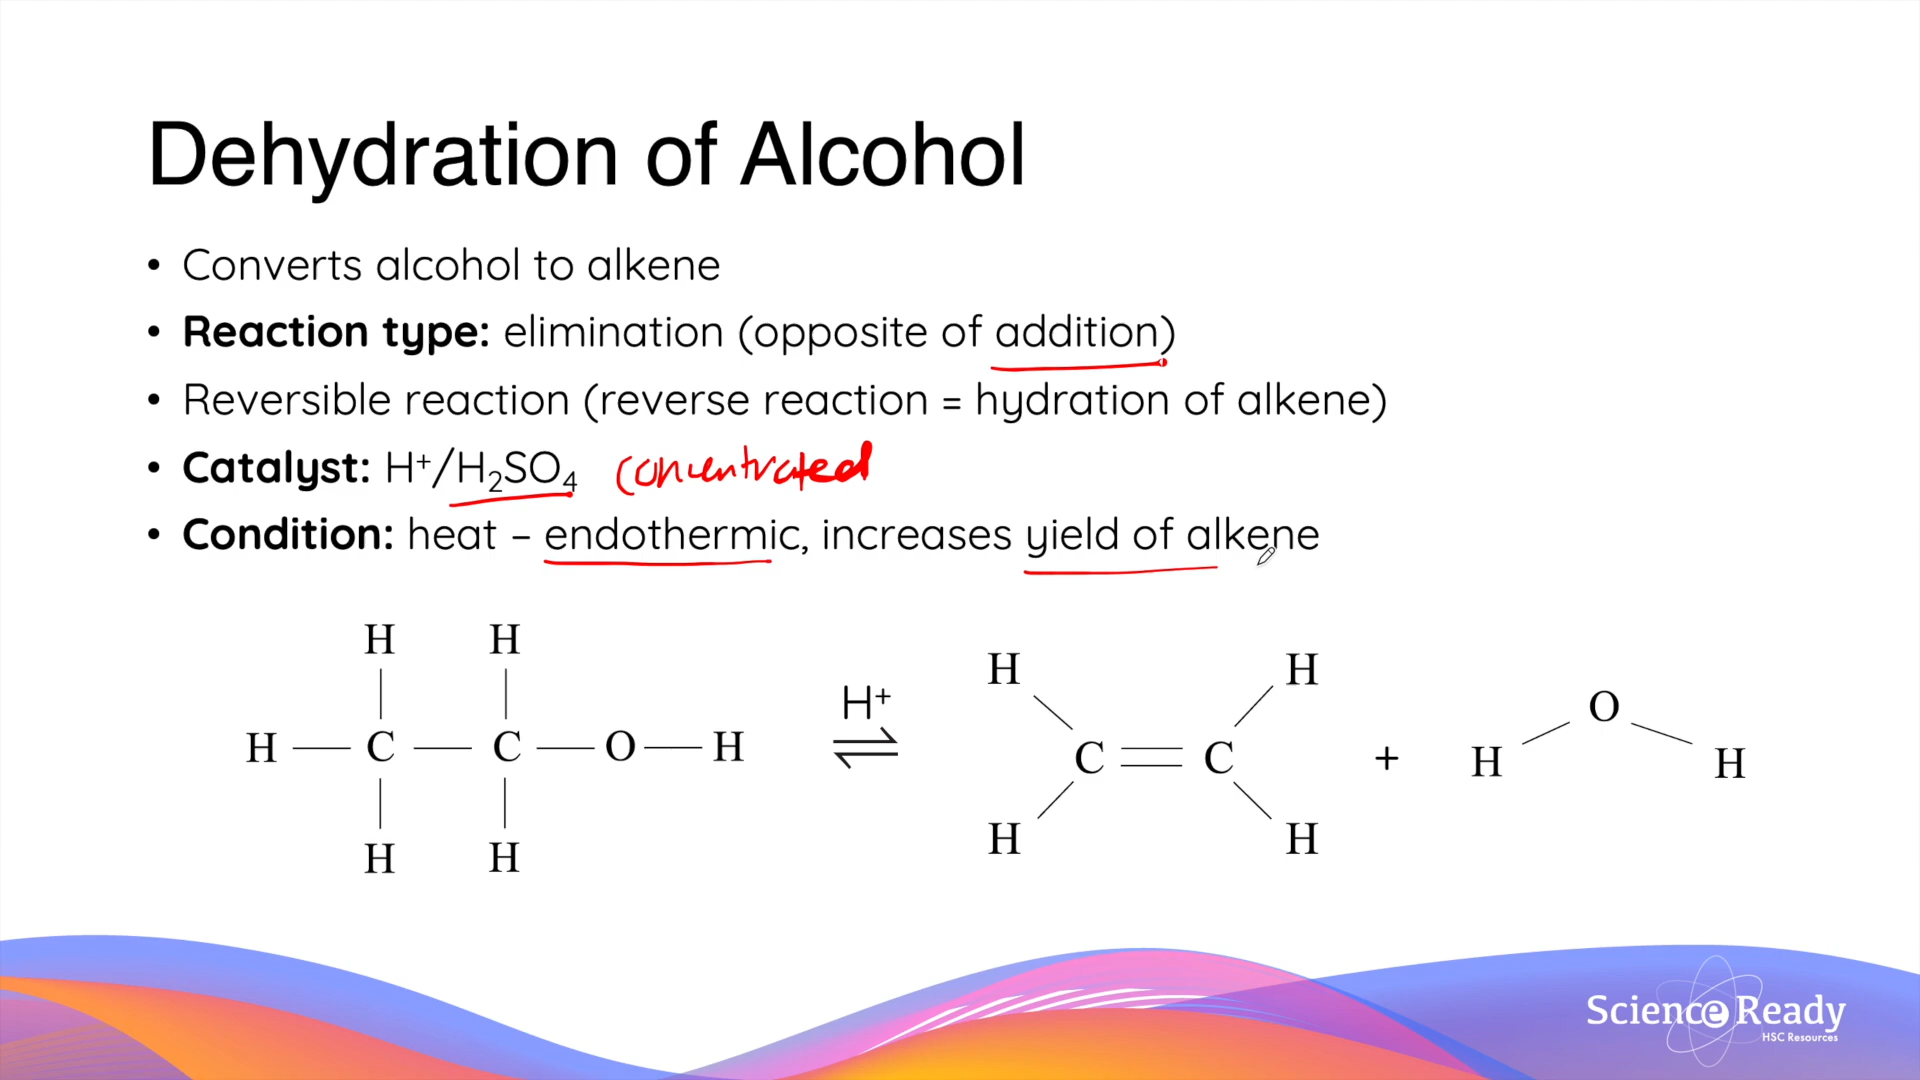 Dehydration of Alcohol
• Converts alcohol to alkene
• Reaction type: elimination (opposite of addition)
• Reversible reaction (reverse reaction = hydration of alkene)
• Catalyst: H⁺/H₂SO₄ concentrated
• Condition: heat – endothermic, increases yield of alkene
H H
H C C O H
H H
H⁺
H H
C C
H H
+
O
H H
Science Ready
HSC Resources